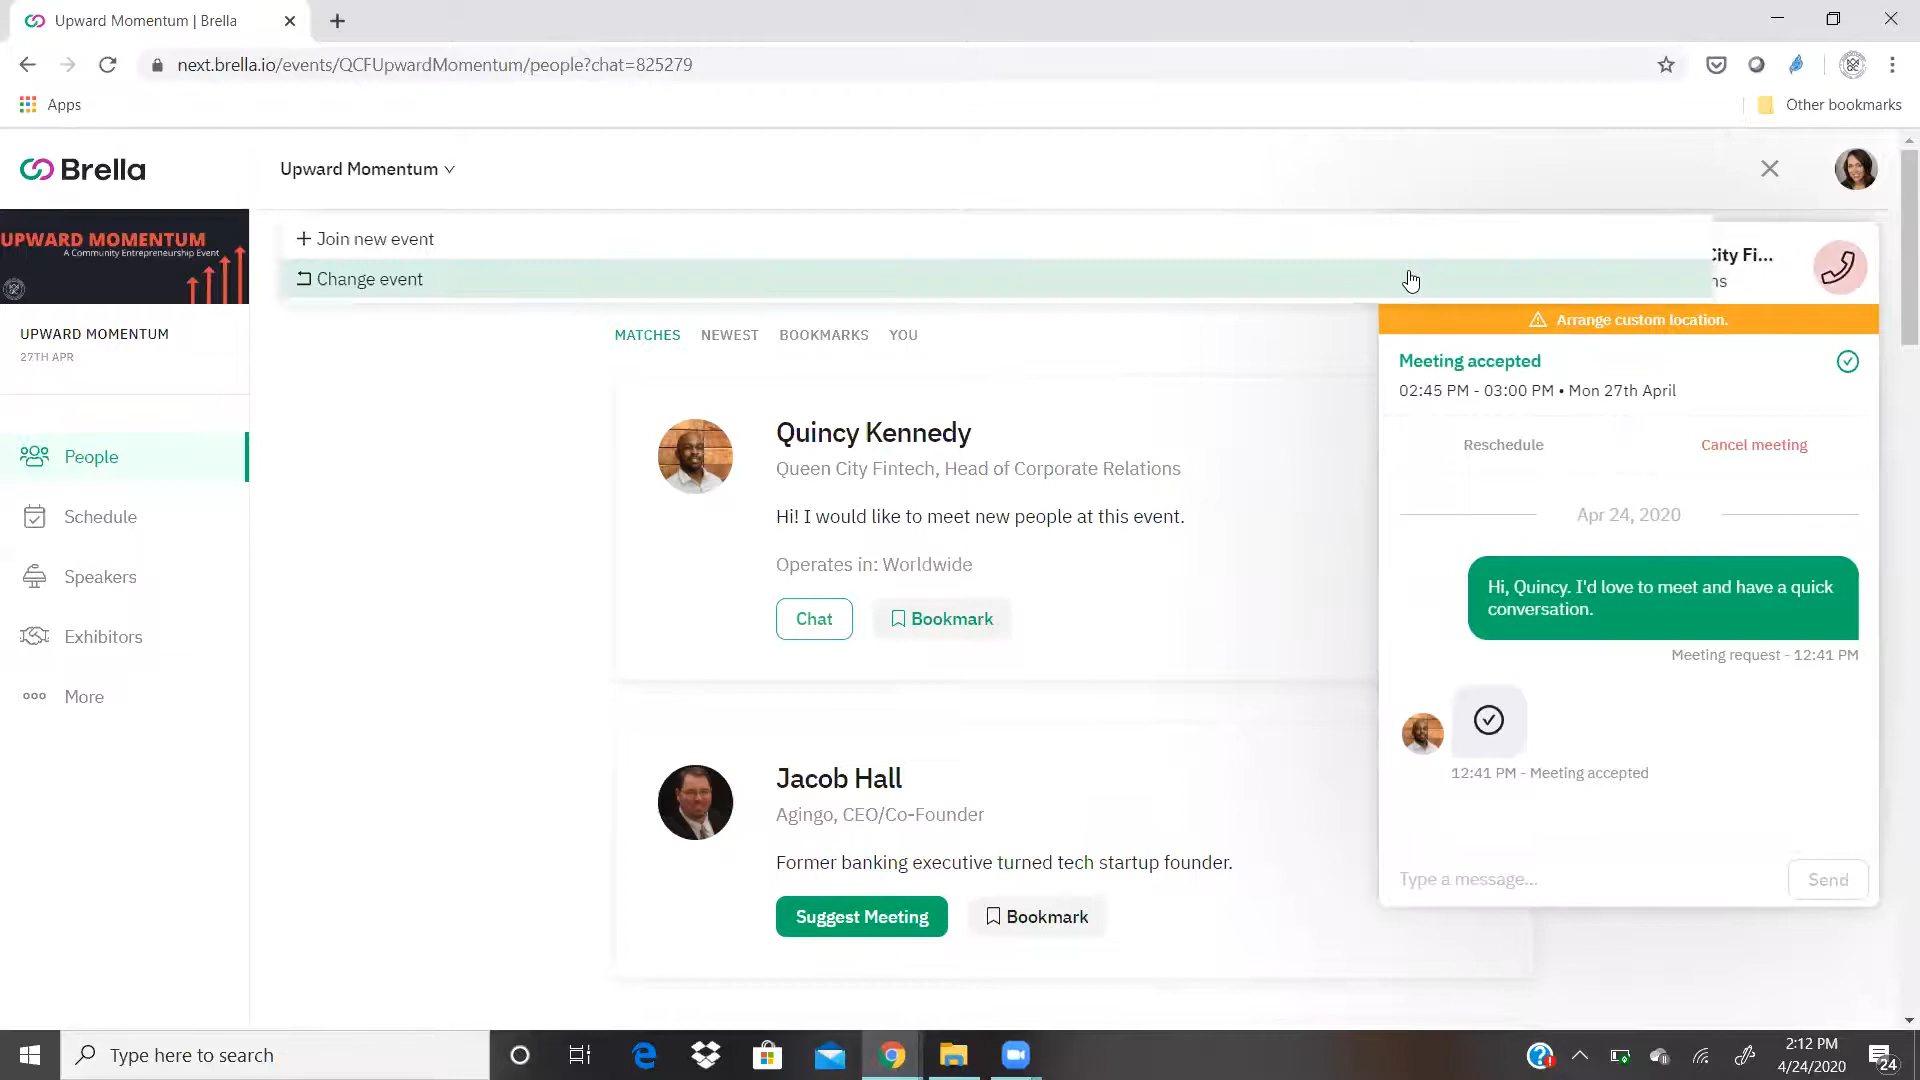 Upward Momentum | Brella
next.brella.io/events/QCFUpwardMomentum/people?chat=825279
Apps
Other bookmarks
Brella
Upward Momentum
UPWARD MOMENTUM
A Community Entrepreneurship Event
UPWARD MOMENTUM
27TH APR
People
Schedule
Speakers
Exhibitors
More
Join new event
Change event
MATCHES NEWEST BOOKMARKS YOU
Quincy Kennedy
Queen City Fintech, Head of Corporate Relations
Hi! I would like to meet new people at this event.
Operates in: Worldwide
Chat Bookmark
Jacob Hall
Agingo, CEO/Co-Founder
Former banking executive turned tech startup founder.
Suggest Meeting Bookmark
City Fi...
ns
Arrange custom location.
Meeting accepted
02:45 PM - 03:00 PM • Mon 27th April
Reschedule Cancel meeting
Apr 24, 2020
Hi, Quincy. I'd love to meet and have a quick
conversation.
Meeting request - 12:41 PM
12:41 PM - Meeting accepted
Type a message...
Send
Type here to search
2:12 PM
4/24/2020
24